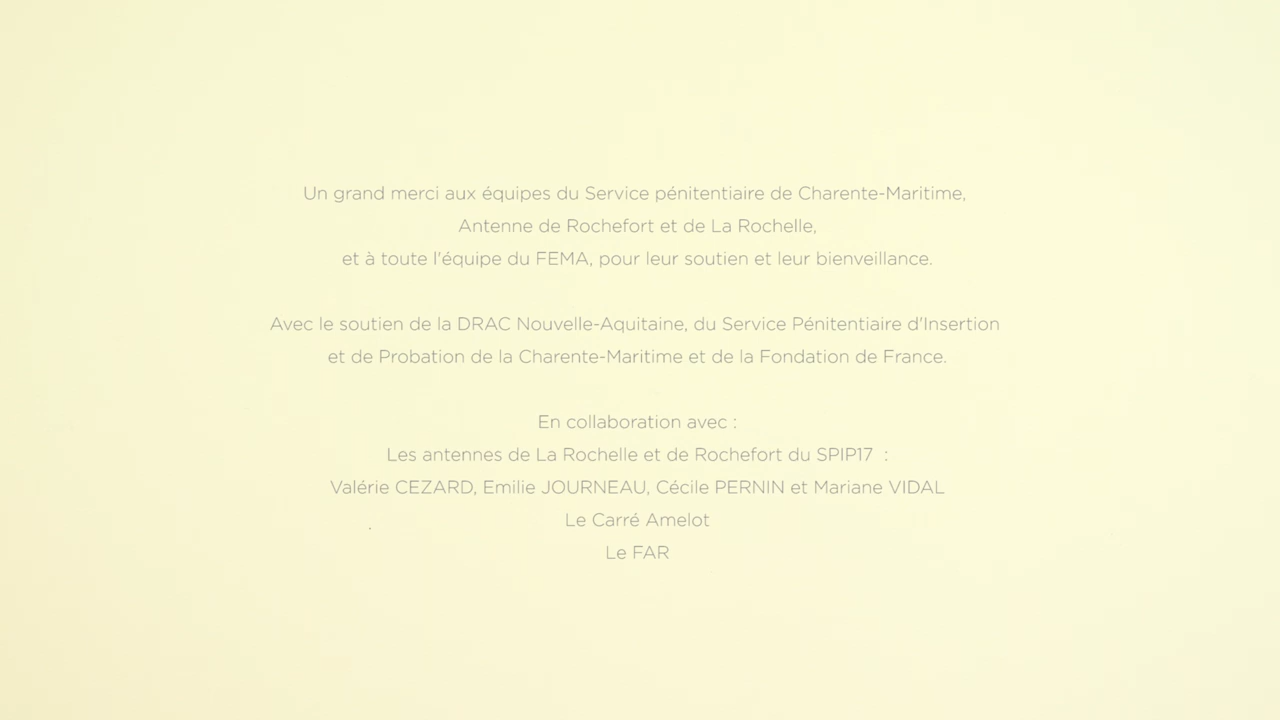 Un grand merci aux équipes du Service pénitentiaire de Charente-Maritime,
Antenne de Rochefort et de La Rochelle,
et à toute l'équipe du FEMA, pour leur soutien et leur bienveillance.
Avec le soutien de la DRAC Nouvelle-Aquitaine, du Service Pénitentiaire d'Insertion
et de Probation de la Charente-Maritime et de la Fondation de France.
En collaboration avec :
Les antennes de La Rochelle et de Rochefort du SPIP17 :
Valérie CEZARD, Emilie JOURNEAU, Cécile PERNIN et Mariane VIDAL
Le Carré Amelot
Le FAR